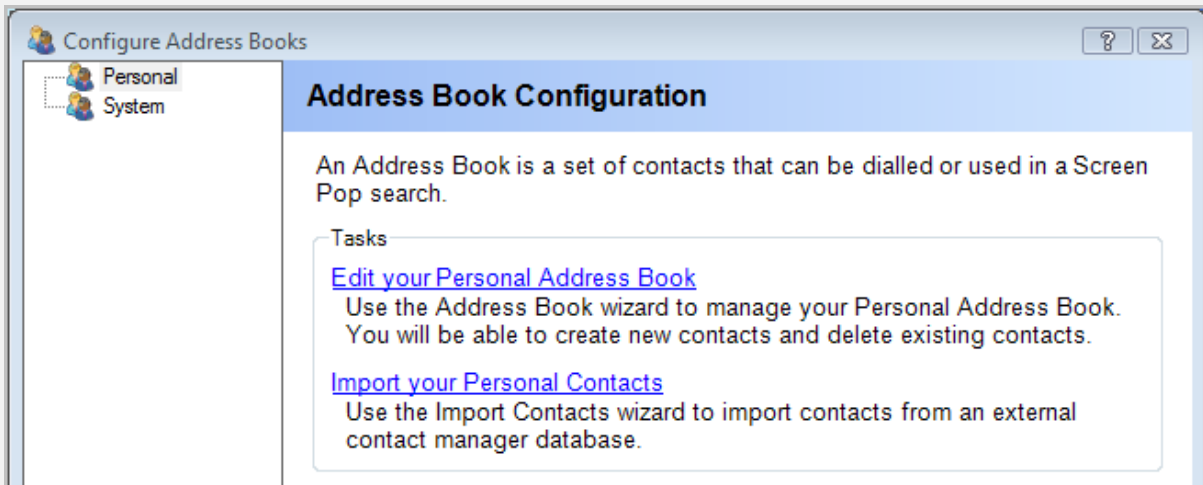 Configure Address Books
Personal
System
Address Book Configuration
An Address Book is a set of contacts that can be dialled or used in a Screen
Pop search.
Tasks
Edit your Personal Address Book
Use the Address Book wizard to manage your Personal Address Book.
You will be able to create new contacts and delete existing contacts.
Import your Personal Contacts
Use the Import Contacts wizard to import contacts from an external
contact manager database.